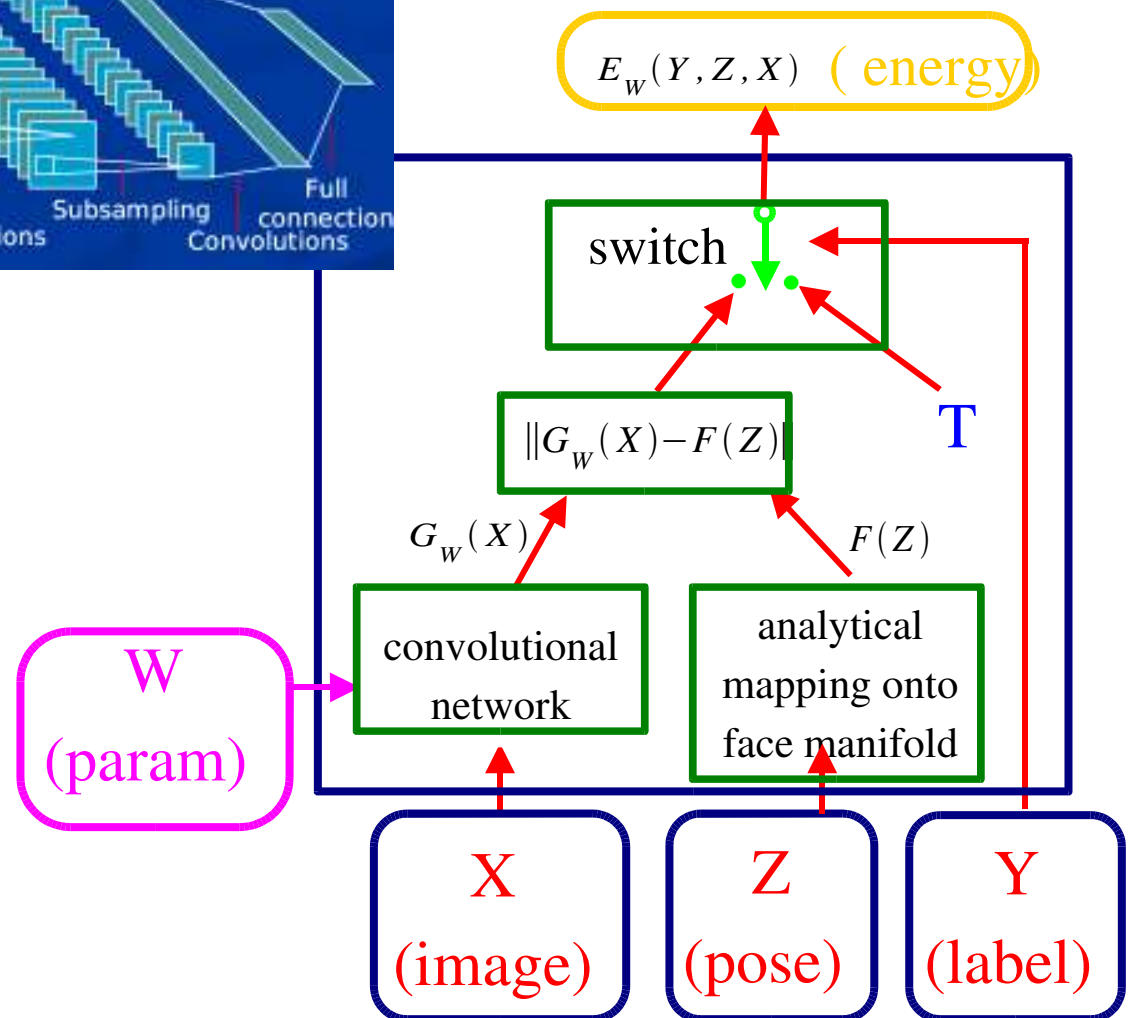 E_W(Y,Z,X) ( energy)
Full
Subsampling connection
Convolutions
switch
T
‖G_W(X)−F(Z)‖
G_W(X)
F(Z)
convolutional
network
analytical
mapping onto
face manifold
W
(param)
X
(image)
Z
(pose)
Y
(label)